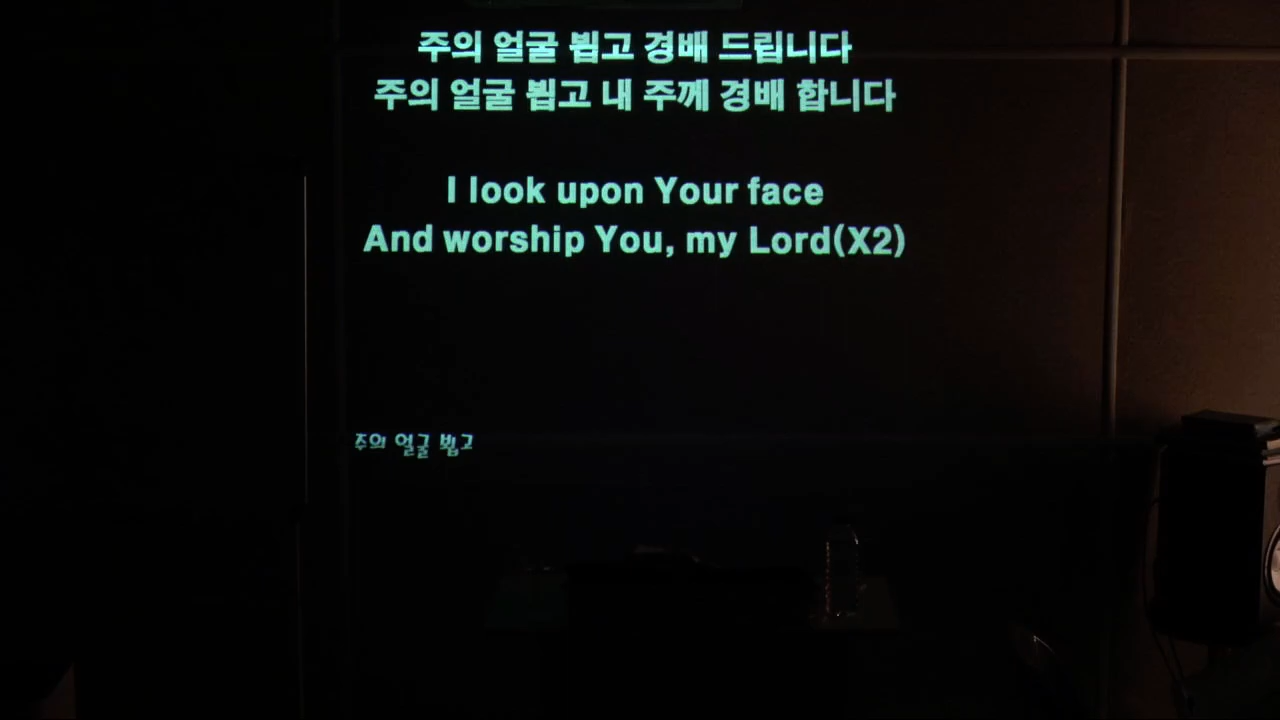 주의 얼굴 뵙고 경배 드립니다
주의 얼굴 뵙고 내 주께 경배 합니다
I look upon Your face
And worship You, my Lord(X2)
주의 얼굴 뵙고